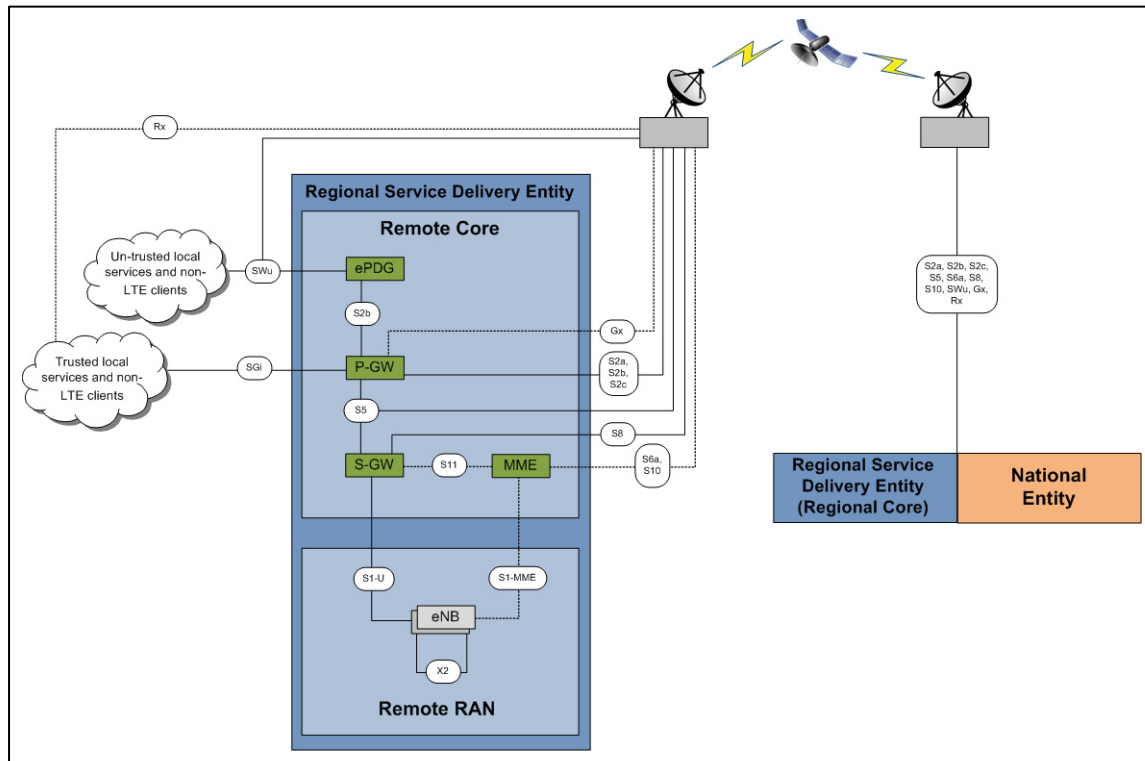 Rx
Regional Service Delivery Entity
Remote Core
Un-trusted local
services and non-
LTE clients
SWu
ePDG
S2b
Gx
Trusted local
services and non-
LTE clients
SGi
P-GW
S2a,
S2b,
S2c
S5
S8
S-GW
S11
MME
S6a,
S10
S1-U
S1-MME
eNB
X2
Remote RAN
S2a, S2b, S2c,
S5, S6a, S8,
S10, SWu, Gx,
Rx
Regional Service
Delivery Entity
(Regional Core)
National
Entity